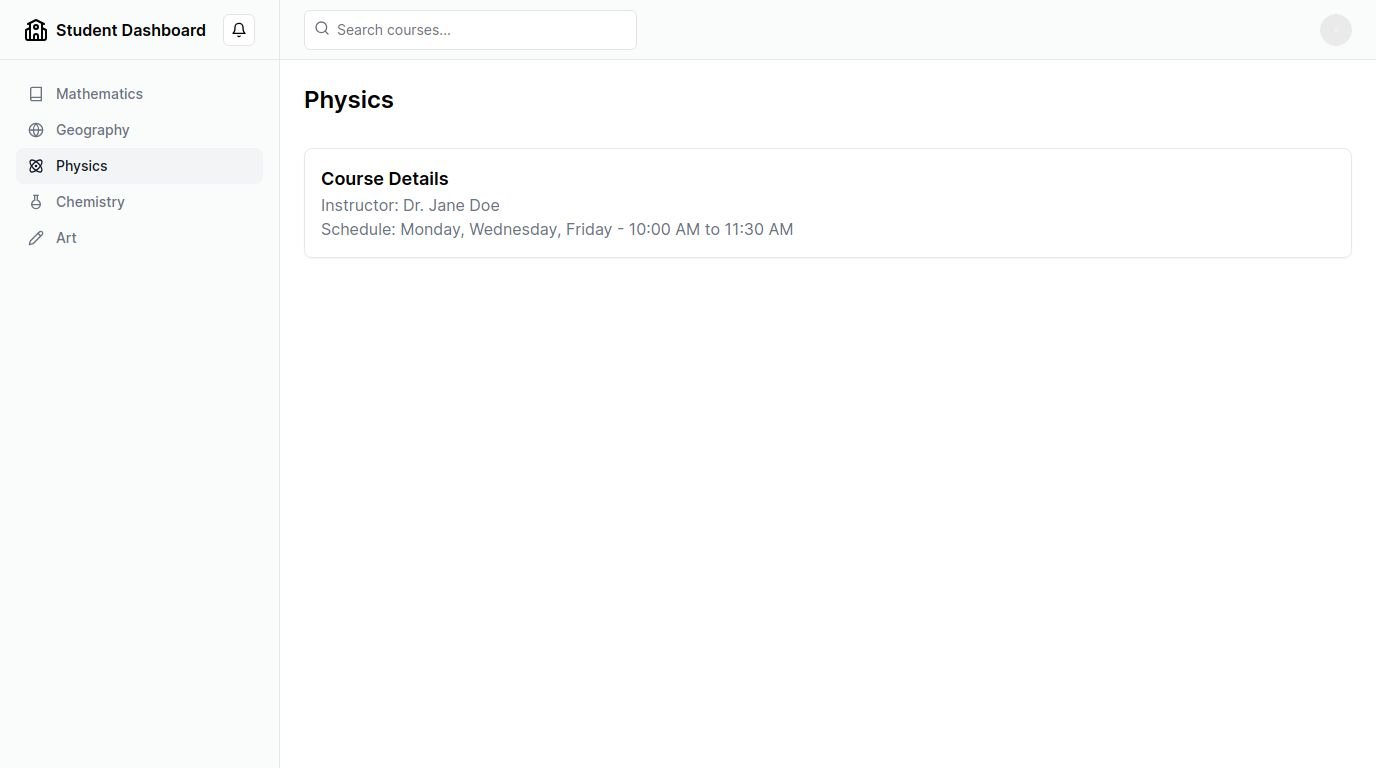 Student Dashboard
Search courses...
Mathematics
Geography
Physics
Chemistry
Art
Physics
Course Details
Instructor: Dr. Jane Doe
Schedule: Monday, Wednesday, Friday - 10:00 AM to 11:30 AM